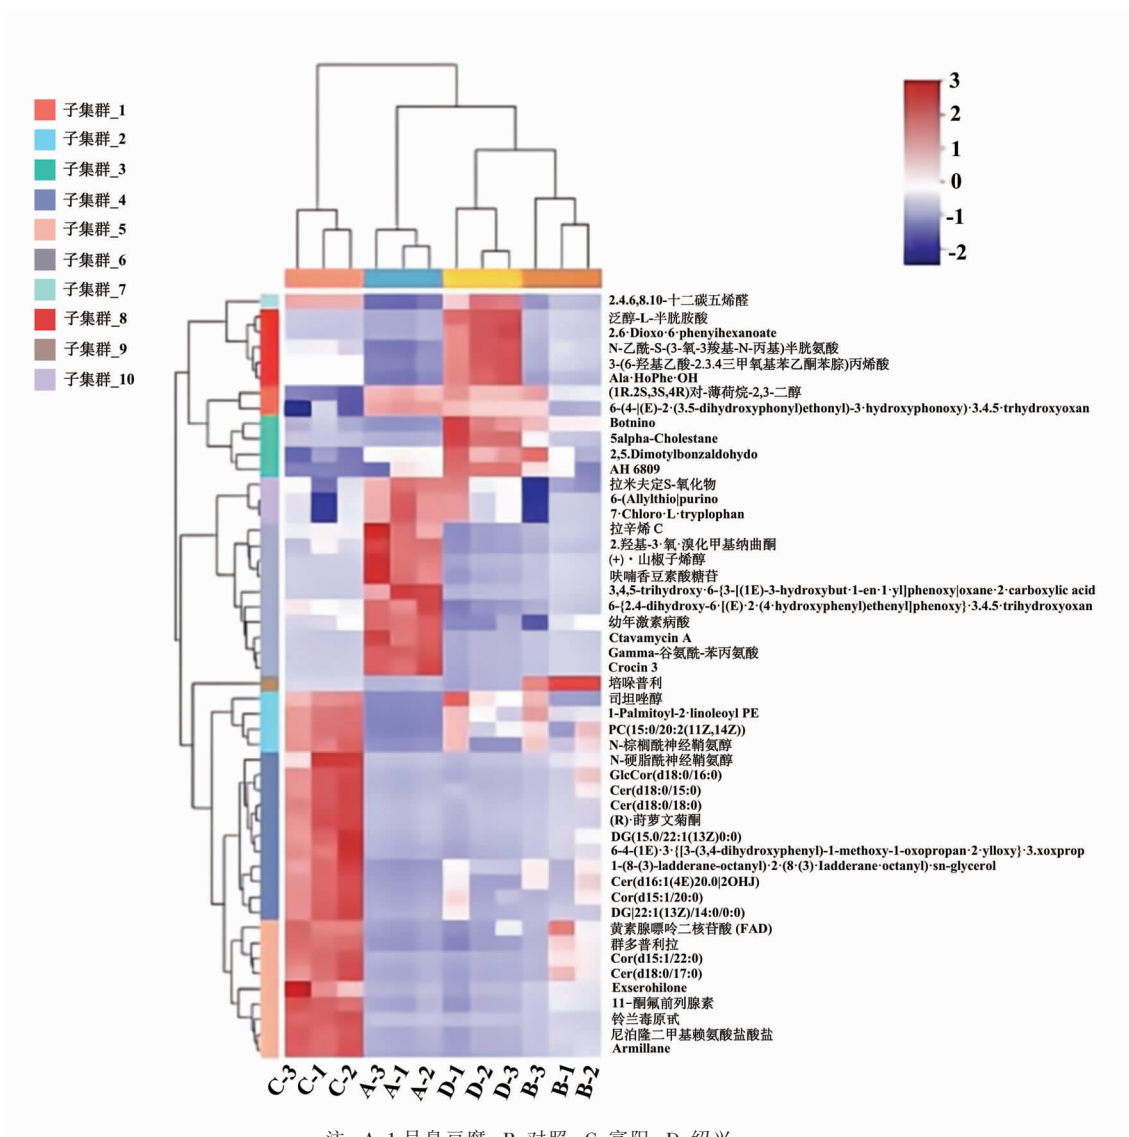 子集群_1
子集群_2
子集群_3
子集群_4
子集群_5
子集群_6
子集群_7
子集群_8
子集群_9
子集群_10
3
2
1
0
-1
-2
2.4.6,8.10-十二碳五烯醛
泛醇-L-半胱胺酸
2.6·Dioxo·6·phenyihexanoate
N-乙酰-S-(3-氧-3羧基-N-丙基)半胱氨酸
3-(6-羟基乙酸-2.3.4三甲氧基苯乙酮苯腙)丙烯酸
Ala·HoPhe·OH
(1R.2S,3S,4R)对-薄荷烷-2,3-二醇
6-(4-|(E)-2·(3.5-dihydroxyphonyl)ethonyl)-3·hydroxyphonoxy)·3.4.5·trhydroxyoxan
Botnino
5alpha-Cholestane
2,5.Dimotylbonzaldohydo
AH 6809
拉米夫定S-氧化物
6-(Allylthio|purino
7·Chloro·L·tryplophan
拉辛烯 C
2.羟基-3·氧·溴化甲基纳曲酮
(+)·山椒子烯醇
呋喃香豆素酸糖苷
3,4,5-trihydroxy·6-{3-[(1E)-3-hydroxybut·1-en·1·yl]phenoxy|oxane·2·carboxylic acid
6-{2.4-dihydroxy-6·[(E)·2·(4·hydroxyphenyl)ethenyl]phenoxy}·3.4.5·trihydroxyoxan
幼年激素病酸
Ctavamycin A
Gamma-谷氨酰-苯丙氨酸
Crocin 3
培哚普利
司坦唑醇
1-Palmitoyl-2·linoleoyl PE
PC(15:0/20:2(11Z,14Z))
N-棕榈酰神经鞘氨醇
N-硬脂酰神经鞘氨醇
GlcCor(d18:0/16:0)
Cer(d18:0/15:0)
Cer(d18:0/18:0)
(R)·莳萝文菊酮
DG(15.0/22:1(13Z)0:0)
6-4-(1E)·3·{[3-(3,4-dihydroxyphenyl)-1-methoxy-1-oxopropan·2·ylloxy}·3.xoxprop
1-(8-(3)-ladderane-octanyl)·2·(8·(3)·Iadderane·octanyl)·sn-glycerol
Cer(d16:1(4E)20.0|2OHJ)
Cor(d15:1/20:0)
DG|22:1(13Z)/14:0/0:0)
黄素腺嘌呤二核苷酸 (FAD)
群多普利拉
Cor(d15:1/22:0)
Cer(d18:0/17:0)
Exserohilone
11-酮氟前列腺素
铃兰毒原甙
尼泊隆二甲基赖氨酸盐酸盐
Armillane
C-3 C-1 C-2 A-3 A-1 A-2 D-1 D-2 D-3 B-3 B-1 B-2